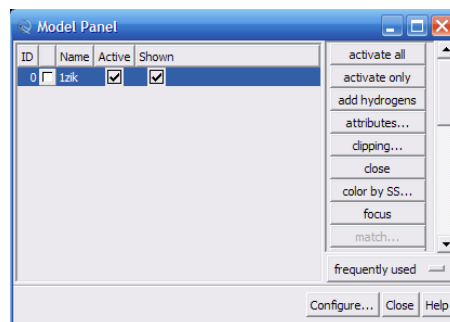 Model Panel
ID Name Active Shown
0 1zik
activate all
activate only
add hydrogens
attributes...
clipping...
close
color by SS...
focus
match...
frequently used
Configure... Close Help